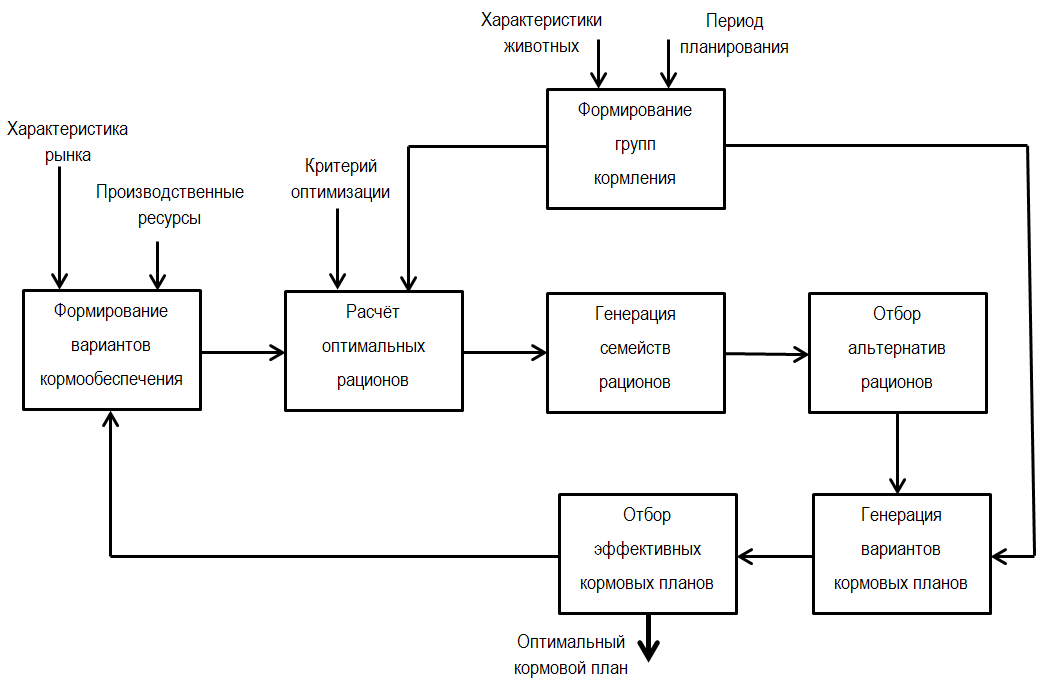 Характеристики
животных
Период
планирования
Формирование
групп
кормления
Характеристика
рынка
Производственные
ресурсы
Критерий
оптимизации
Формирование
вариантов
кормообеспечения
Расчёт
оптимальных
рационов
Генерация
семейств
рационов
Отбор
альтернатив
рационов
Отбор
эффективных
кормовых планов
Генерация
вариантов
кормовых планов
Оптимальный
кормовой план